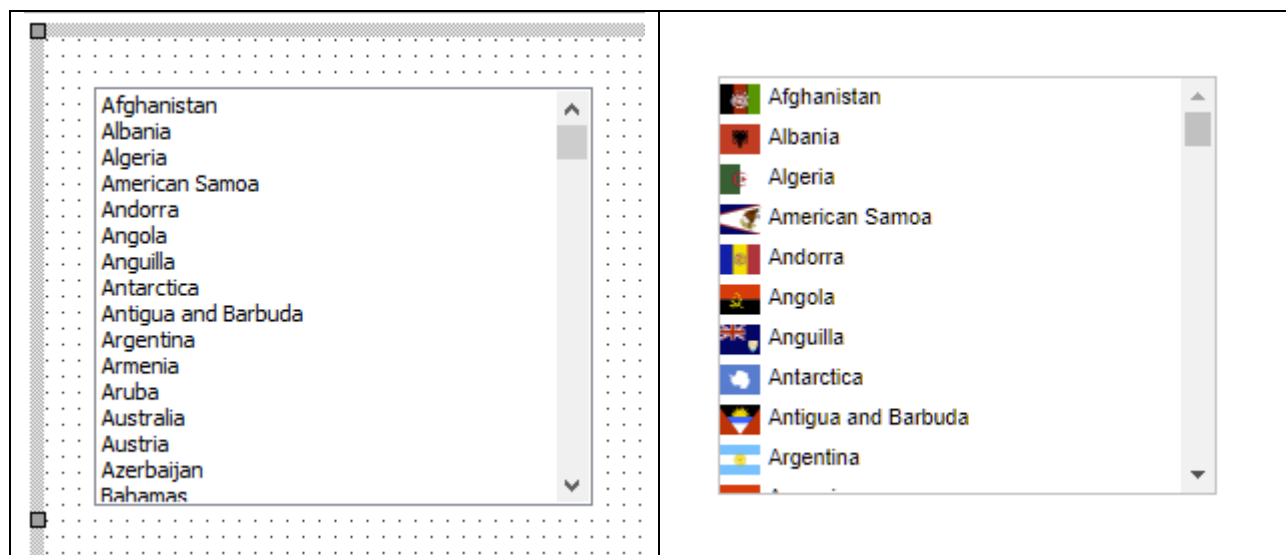 Afghanistan
Albania
Algeria
American Samoa
Andorra
Angola
Anguilla
Antarctica
Antigua and Barbuda
Argentina
Armenia
Aruba
Australia
Austria
Azerbaijan
Bahamas
Afghanistan
Albania
Algeria
American Samoa
Andorra
Angola
Anguilla
Antarctica
Antigua and Barbuda
Argentina